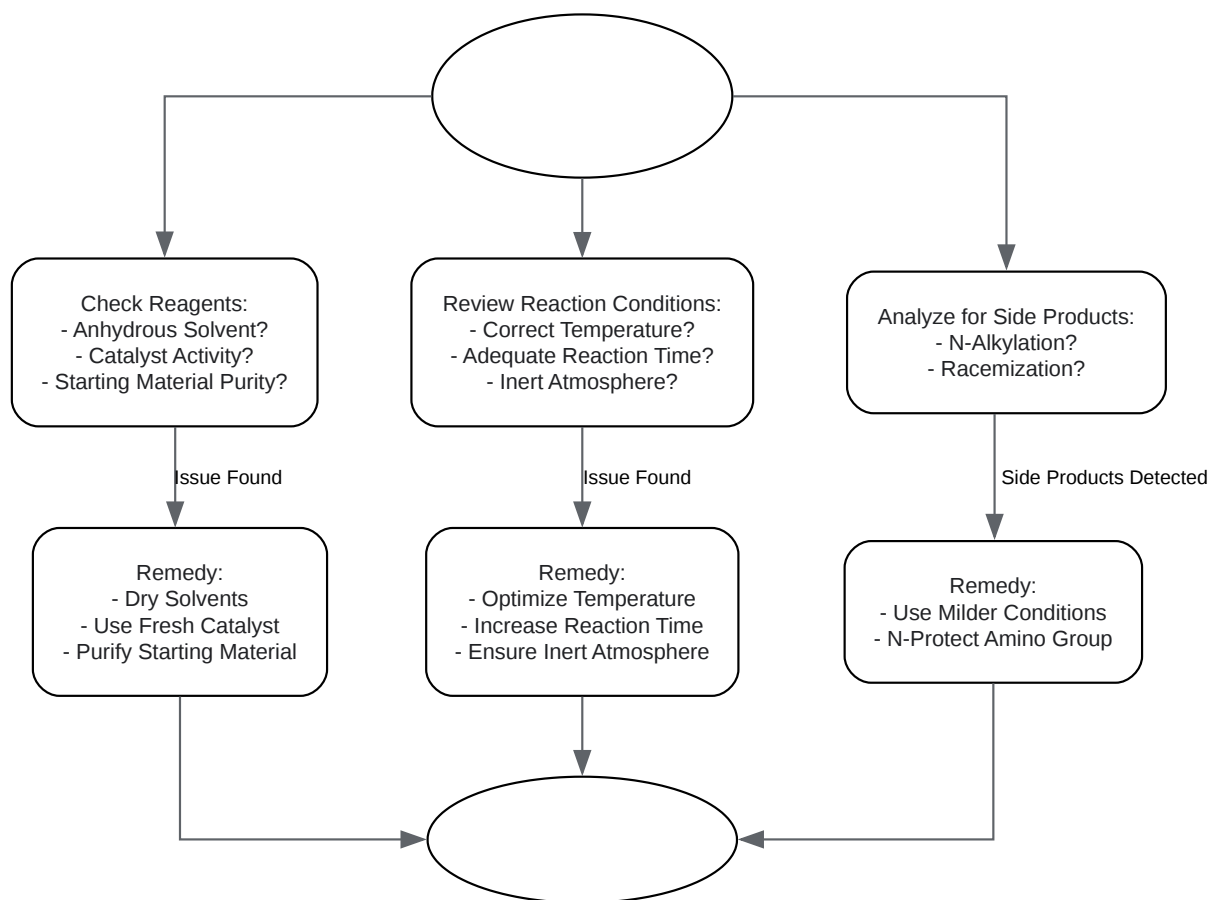 Check Reagents:
- Anhydrous Solvent?
- Catalyst Activity?
- Starting Material Purity?
Review Reaction Conditions:
- Correct Temperature?
- Adequate Reaction Time?
- Inert Atmosphere?
Analyze for Side Products:
- N-Alkylation?
- Racemization?
Issue Found
Issue Found
Side Products Detected
Remedy:
- Dry Solvents
- Use Fresh Catalyst
- Purify Starting Material
Remedy:
- Optimize Temperature
- Increase Reaction Time
- Ensure Inert Atmosphere
Remedy:
- Use Milder Conditions
- N-Protect Amino Group